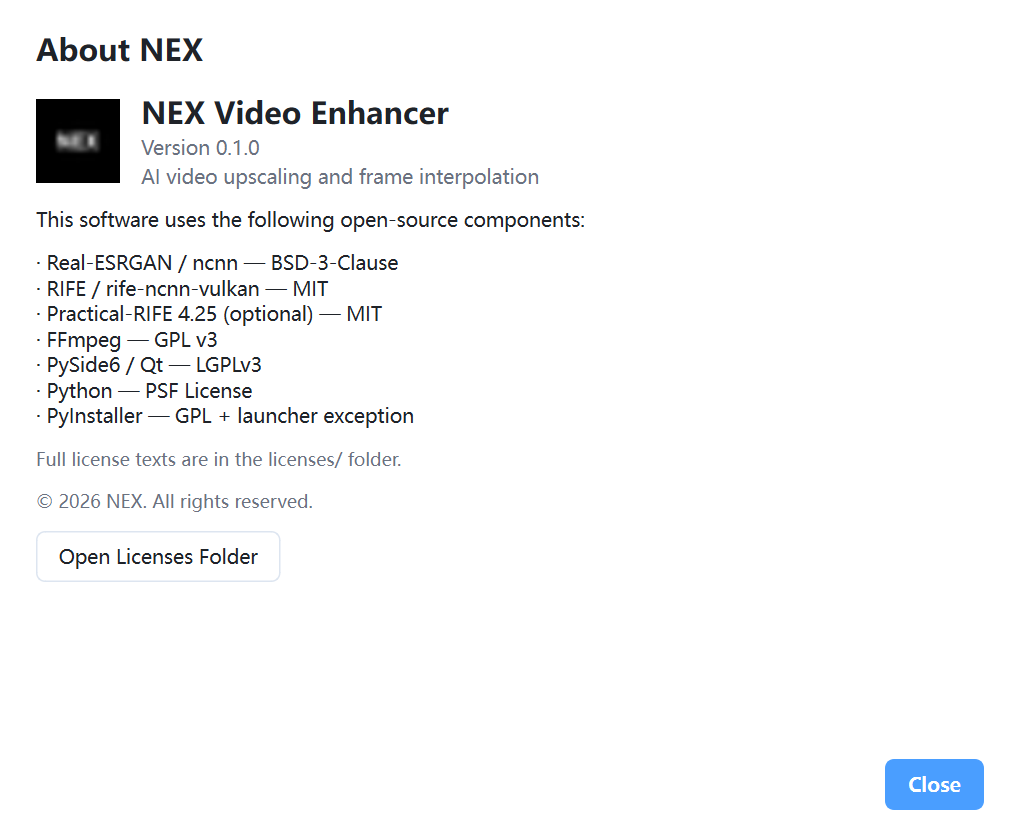 About NEX
NEX
NEX Video Enhancer
Version 0.1.0
AI video upscaling and frame interpolation
This software uses the following open-source components:
· Real-ESRGAN / ncnn — BSD-3-Clause
· RIFE / rife-ncnn-vulkan — MIT
· Practical-RIFE 4.25 (optional) — MIT
· FFmpeg — GPL v3
· PySide6 / Qt — LGPLv3
· Python — PSF License
· PyInstaller — GPL + launcher exception
Full license texts are in the licenses/ folder.
© 2026 NEX. All rights reserved.
Open Licenses Folder
Close